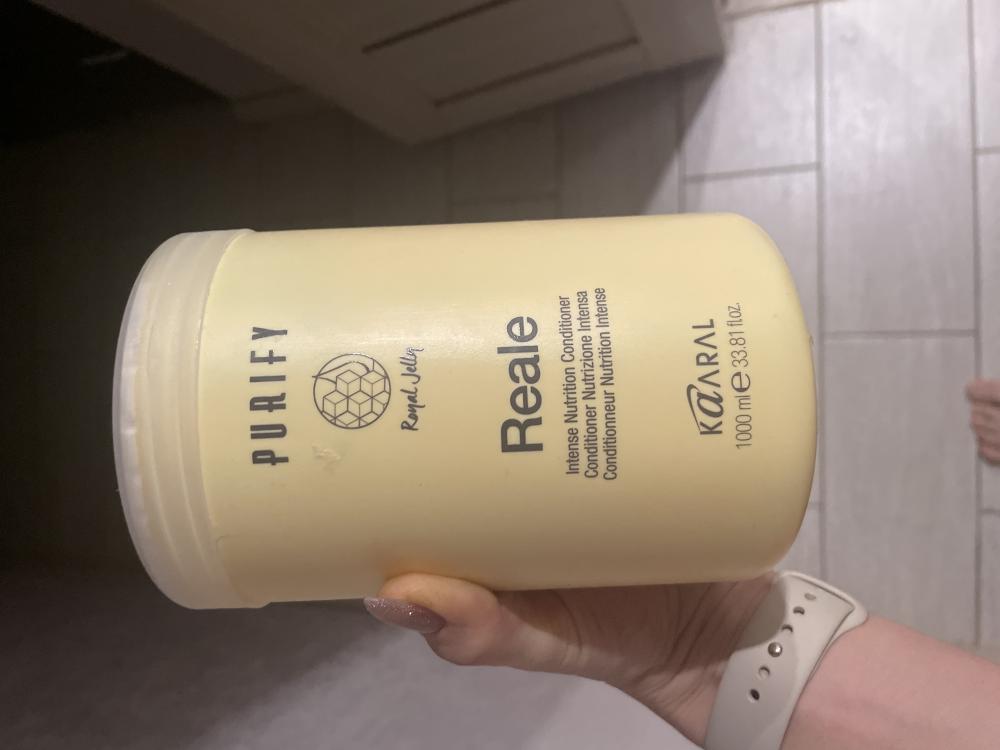 PURIFY
Royal Jelly
Reale
Intense Nutrition Conditioner
Conditioner Nutrizione Intensa
Conditionneur Nutrition Intense
KAARAL
1000 ml e 33.81 fl.oz.